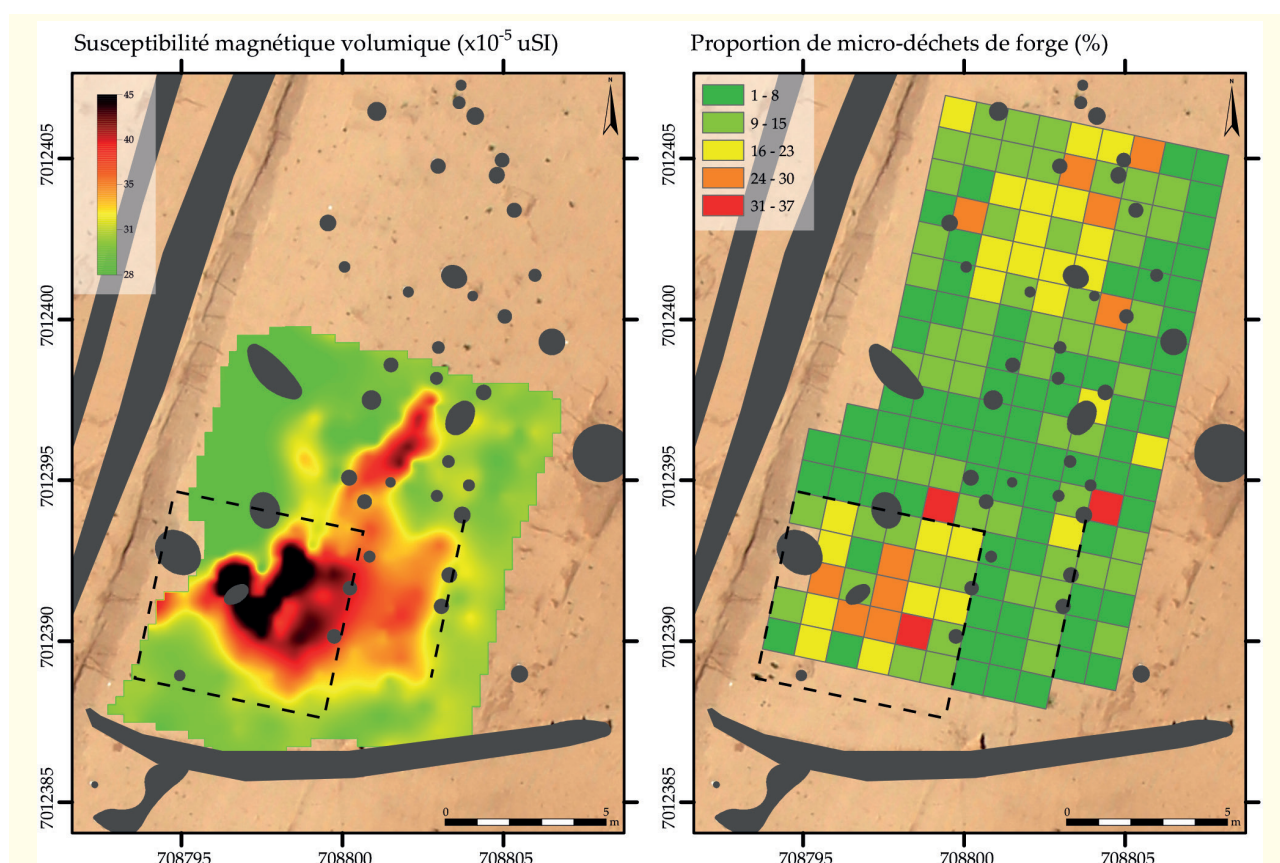 Susceptibilité magnétique volumique (x10-5 uSI)
45
40
35
31
28
N
7012405
7012400
7012395
7012390
7012385
708795
708800
708805
0
5
m
Proportion de micro-déchets de forge (%)
1 - 8
9 - 15
16 - 23
24 - 30
31 - 37
N
7012405
7012400
7012395
7012390
7012385
708795
708800
708805
0
5
m